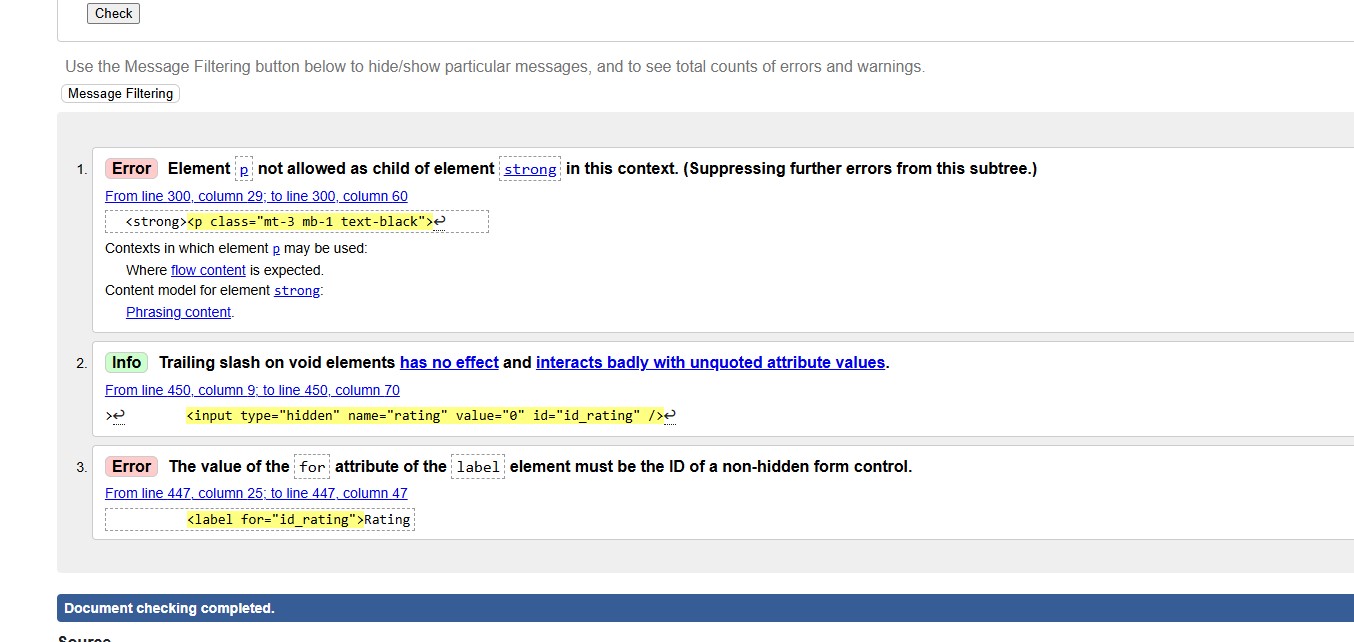 Check
Use the Message Filtering button below to hide/show particular messages, and to see total counts of errors and warnings.
Message Filtering
1. Error Element p not allowed as child of element strong in this context. (Suppressing further errors from this subtree.)
From line 300, column 29; to line 300, column 60
<strong><p class="mt-3 mb-1 text-black">↩
Contexts in which element p may be used:
Where flow content is expected.
Content model for element strong:
Phrasing content.
2. Info Trailing slash on void elements has no effect and interacts badly with unquoted attribute values.
From line 450, column 9; to line 450, column 70
>↩ <input type="hidden" name="rating" value="0" id="id_rating" />↩
3. Error The value of the for attribute of the label element must be the ID of a non-hidden form control.
From line 447, column 25; to line 447, column 47
<label for="id_rating">Rating
Document checking completed.
Source